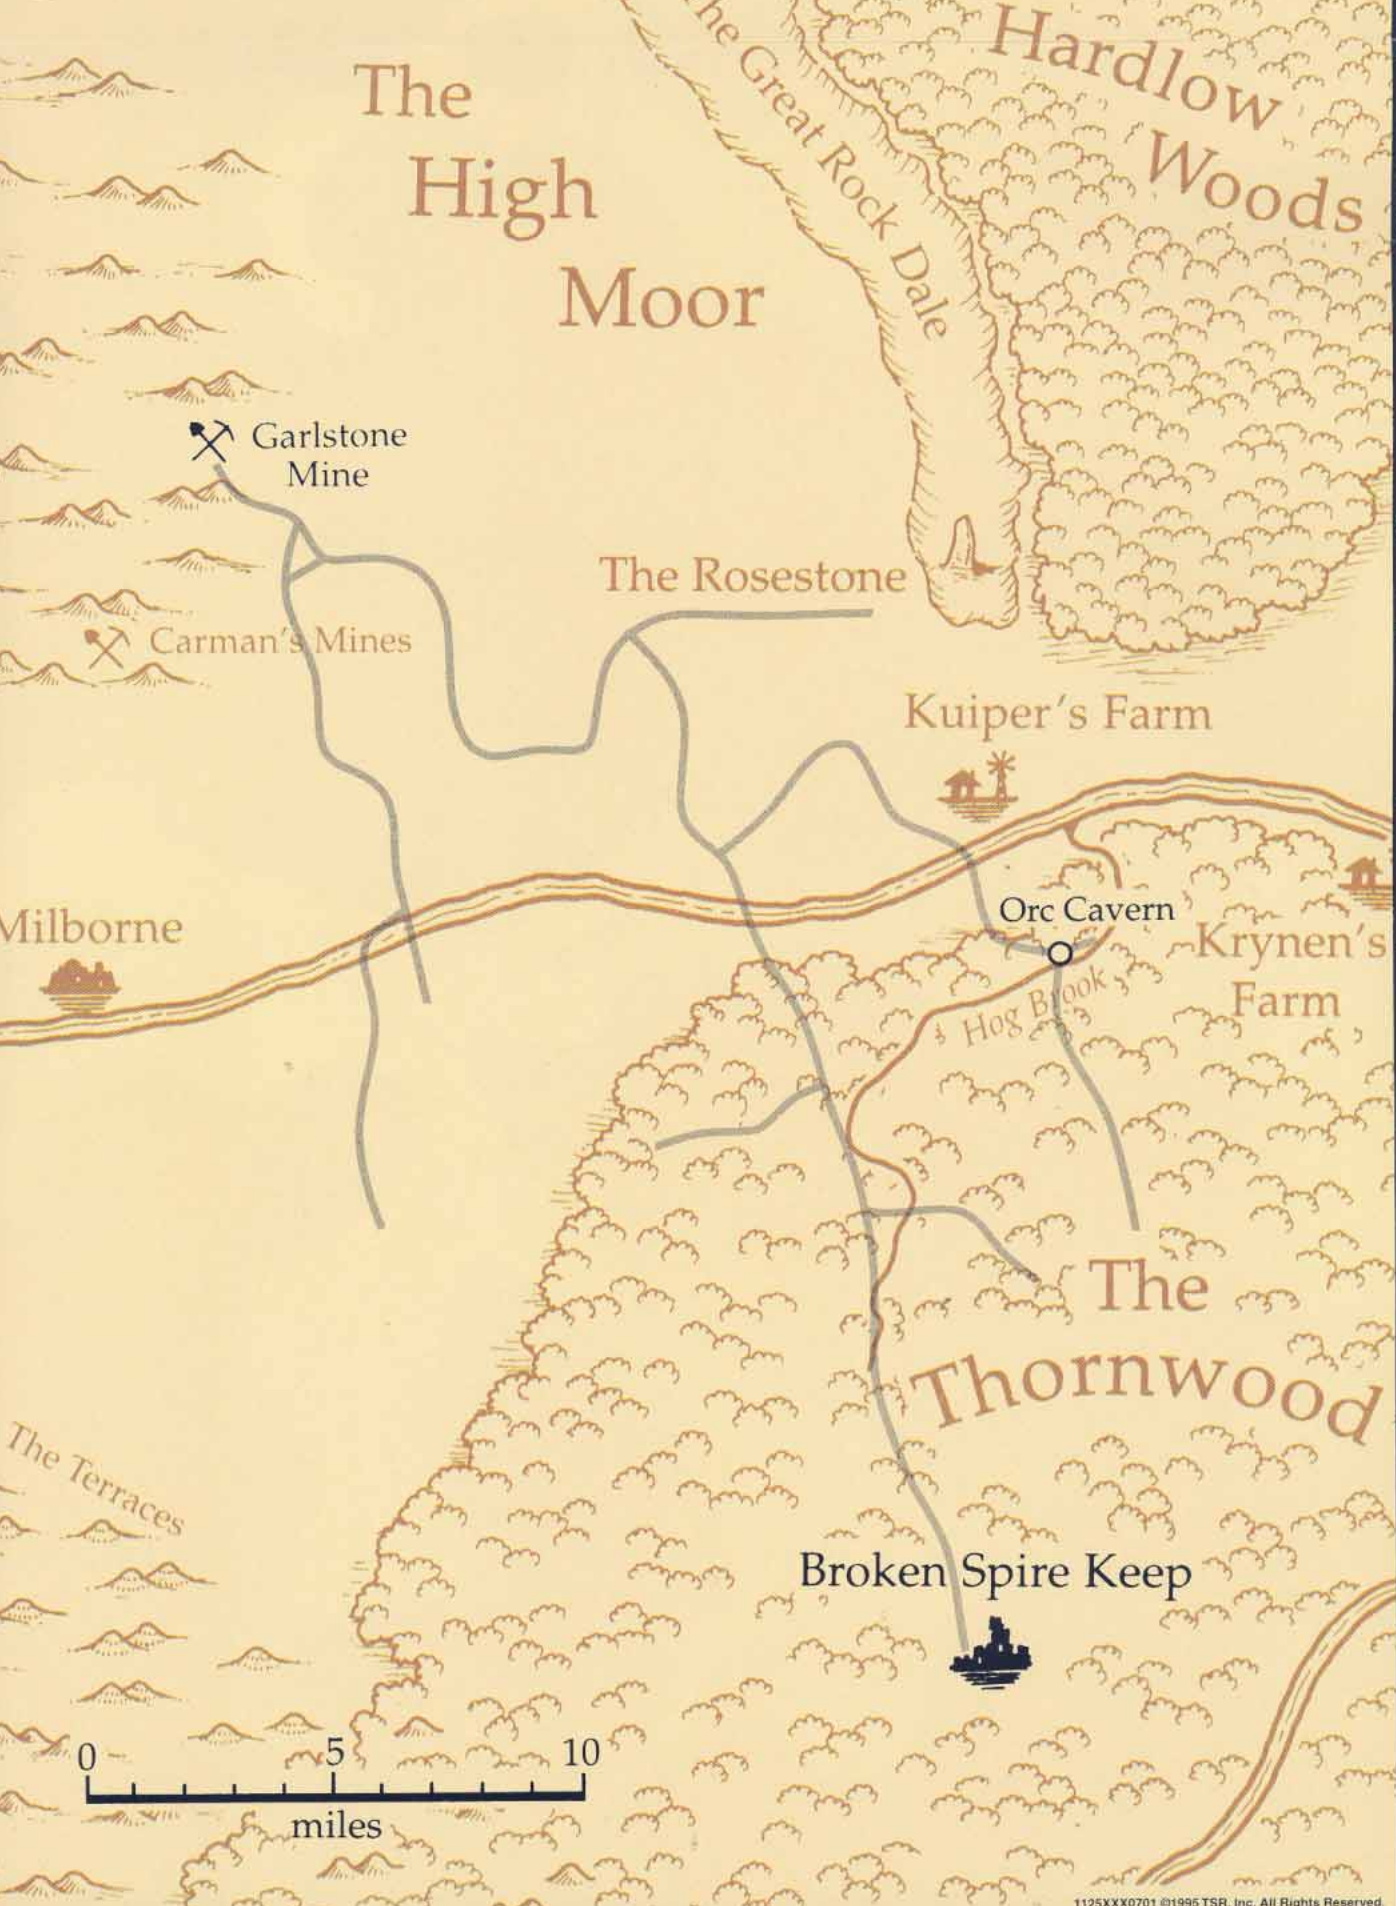 The
High
Moor
The Great Rock Dale
Hardlow
Woods
Garlstone
Mine
The Rosestone
Carman's Mines
Kuiper's Farm
Milborne
Orc Cavern
Krynen's
Farm
Hog Brook
The
Thornwood
The Terraces
Broken Spire Keep
0 5 10
miles
1125XXX0701 ©1995 TSR, Inc. All Rights Reserved.